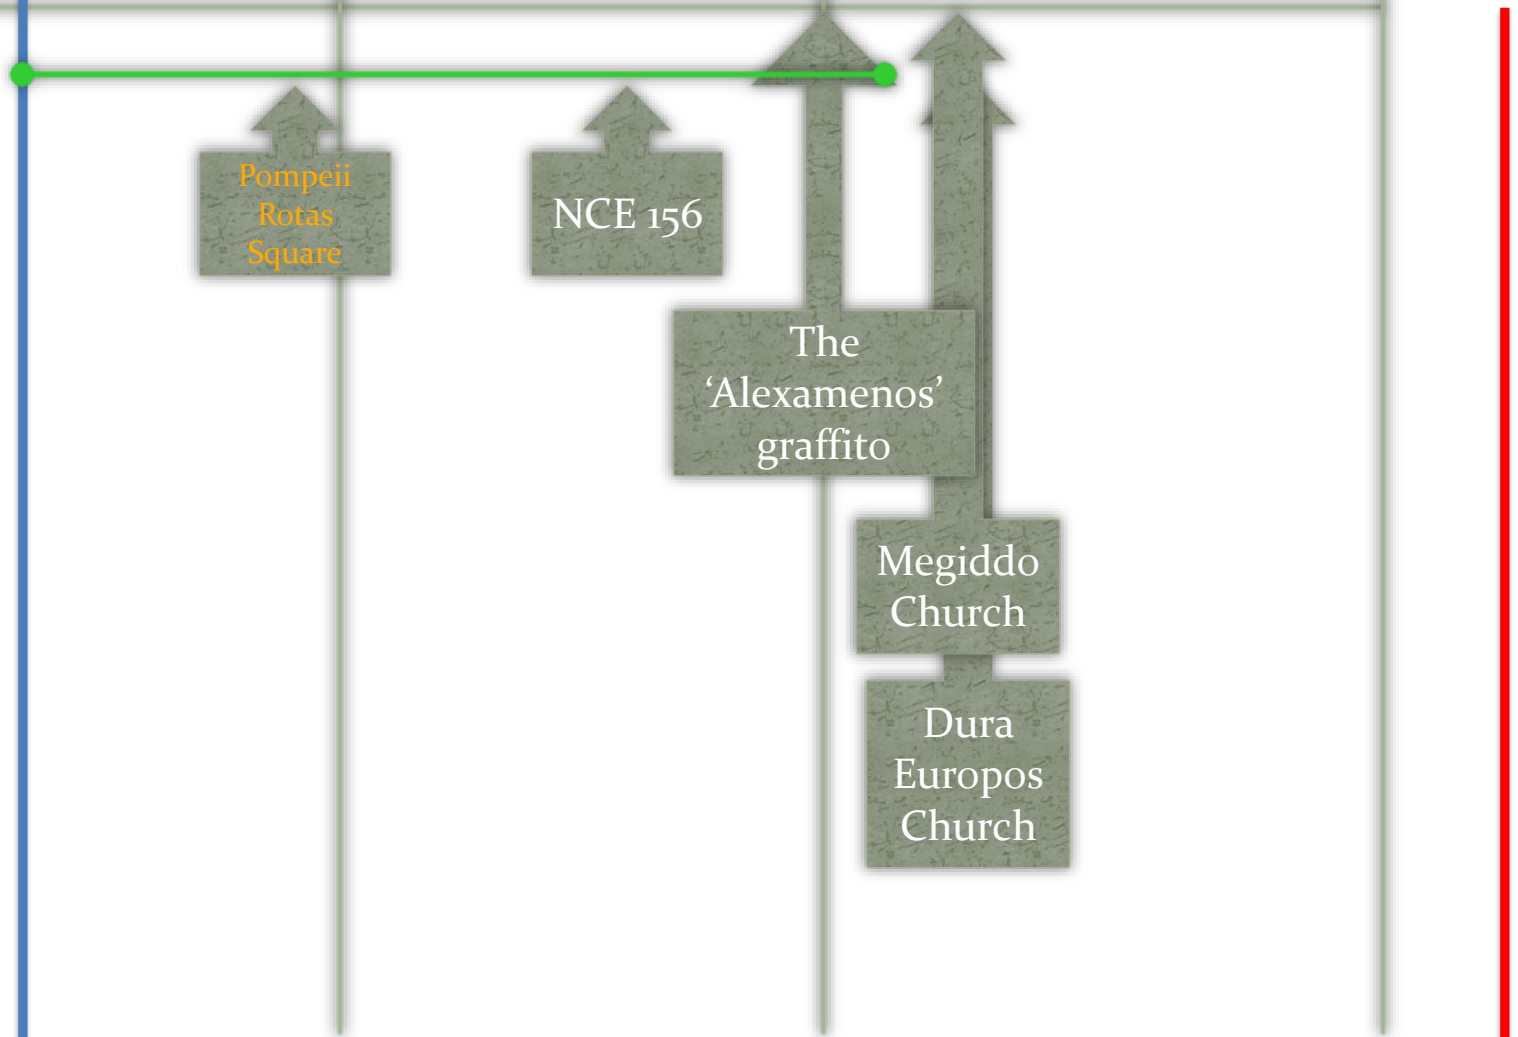 Pompeii
Rotas
Square
NCE 156
The
‘Alexamenos’
graffito
Megiddo
Church
Dura
Europos
Church